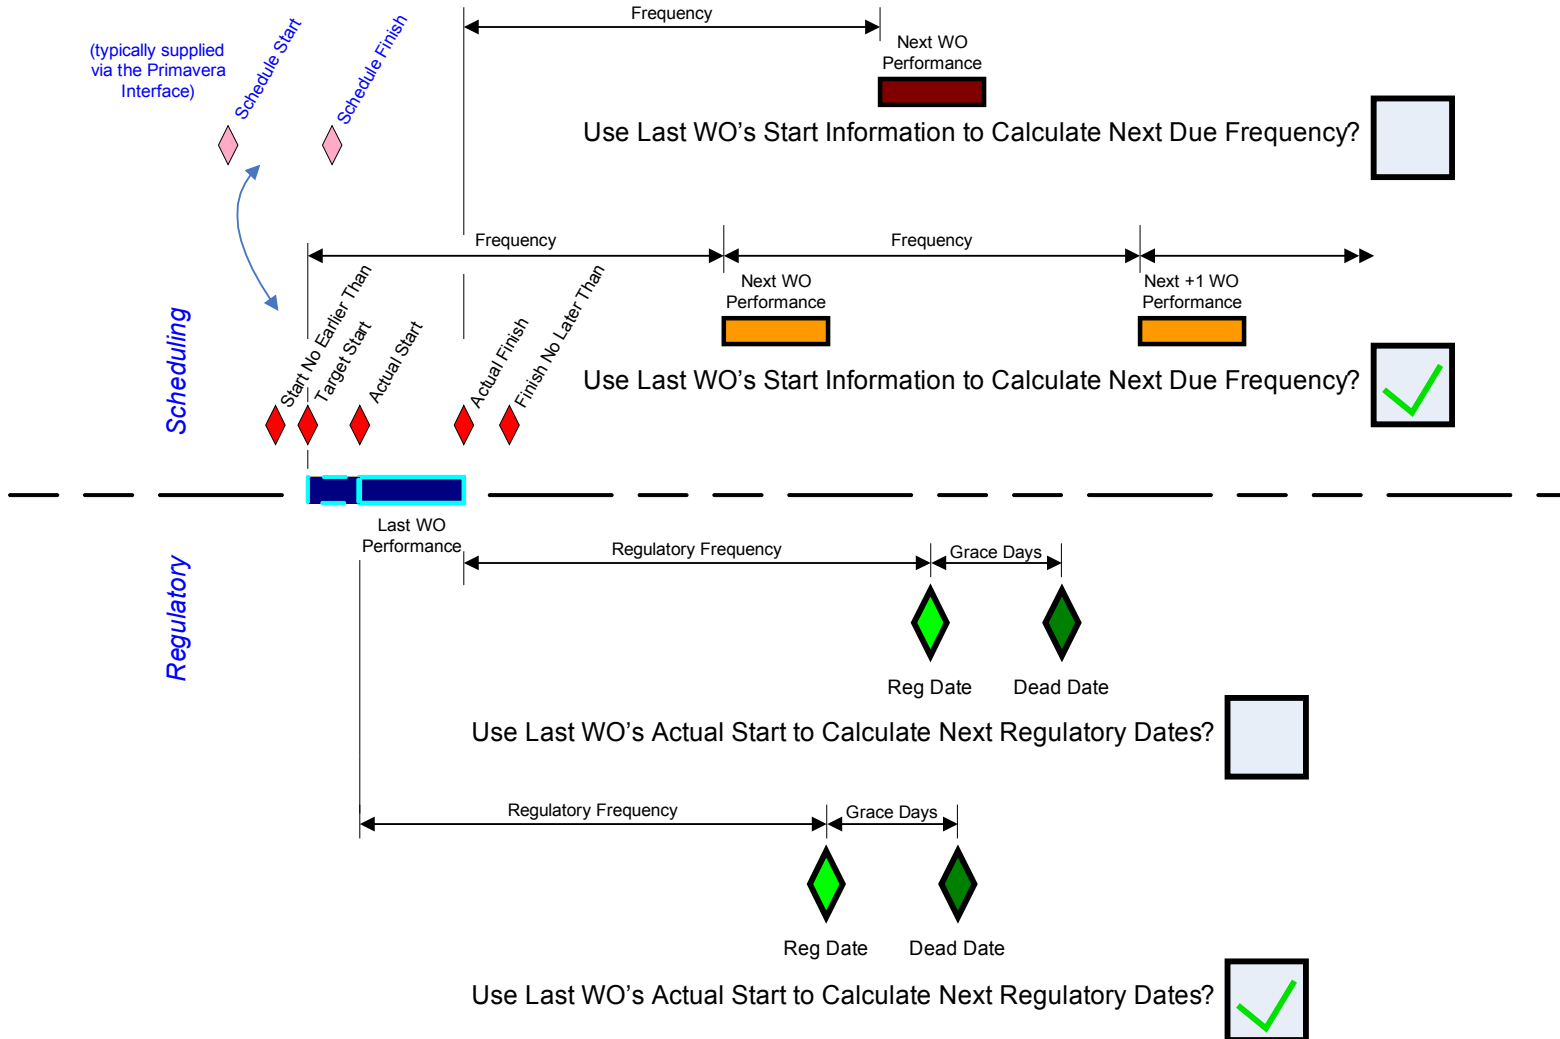 Frequency
(typically supplied
via the Primavera
Interface)
Schedule Start
Schedule Finish
Next WO
Performance
Use Last WO’s Start Information to Calculate Next Due Frequency?
Frequency
Frequency
Scheduling
Start No Earlier Than
Target Start
Actual Start
Actual Finish
Finish No Later Than
Next WO
Performance
Next +1 WO
Performance
Use Last WO’s Start Information to Calculate Next Due Frequency?
Last WO
Performance
Regulatory
Regulatory Frequency
Grace Days
Reg Date
Dead Date
Use Last WO’s Actual Start to Calculate Next Regulatory Dates?
Regulatory Frequency
Grace Days
Reg Date
Dead Date
Use Last WO’s Actual Start to Calculate Next Regulatory Dates?